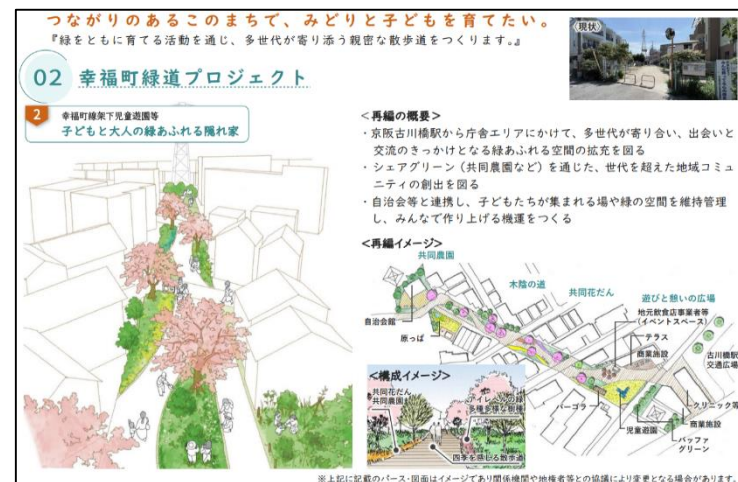 つながりのあるこのまちで、みどりと子どもを育てたい。
『緑をともに育てる活動を通じ、多世代が寄り添う親密な散歩道をつくります。』
<現状>
02 幸福町緑道プロジェクト
2
幸福町線架下児童遊園等
子どもと大人の緑あふれる隠れ家
<再編の概要>
・京阪古川橋駅から庁舎エリアにかけて、多世代が寄り合い、出会いと
交流のきっかけとなる緑あふれる空間の拡充を図る
・シェアグリーン（共同農園など）を通じた、世代を超えた地域コミュ
ニティの創出を図る
・自治会等と連携し、子どもたちが集まれる場や緑の空間を維持管理
し、みんなで作り上げる機運をつくる
<再編イメージ>
共同農園
木陰の道
共同花だん
遊びと憩いの広場
地元飲食店事業者等
(イベントスペース)
テラス
商業施設
古川橋駅
交通広場
自治会館
原っぱ
パーゴラ
児童遊園
クリニック等
商業施設
バッファ
グリーン
<構成イメージ>
共同花だん
共同農園
多種多様な樹種
四季を感じる散歩道
※上記に記載のパース・図面はイメージであり関係機関や地権者等との協議により変更となる場合があります。